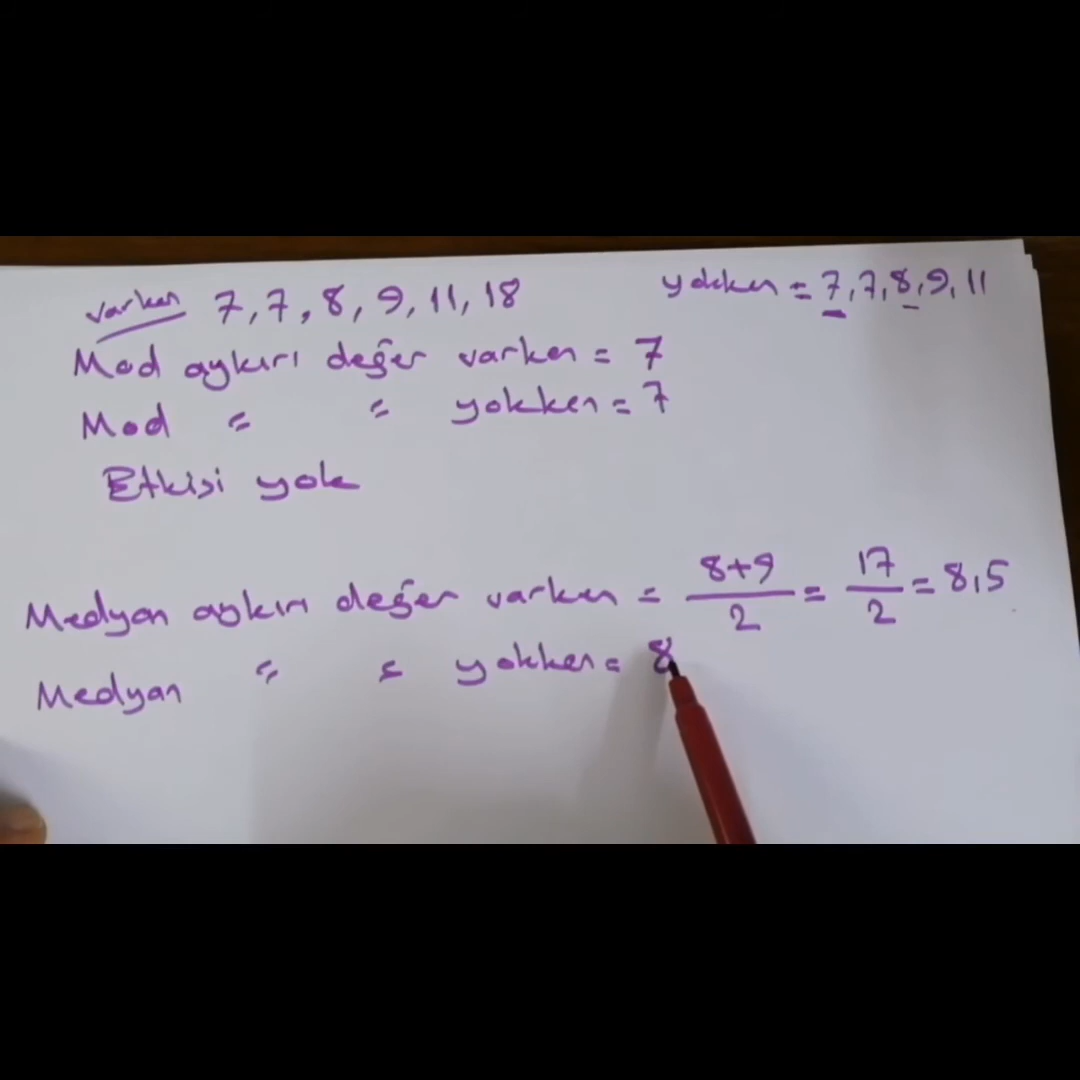 varken 7, 7, 8, 9, 11, 18
yokken = 7, 7, 8, 9, 11
Mod aykırı değer varken = 7
Mod " " yokken = 7
Etkisi yok
Medyan aykırı değer varken = 8+9/2 = 17/2 = 8,5
Medyan " " yokken = 8